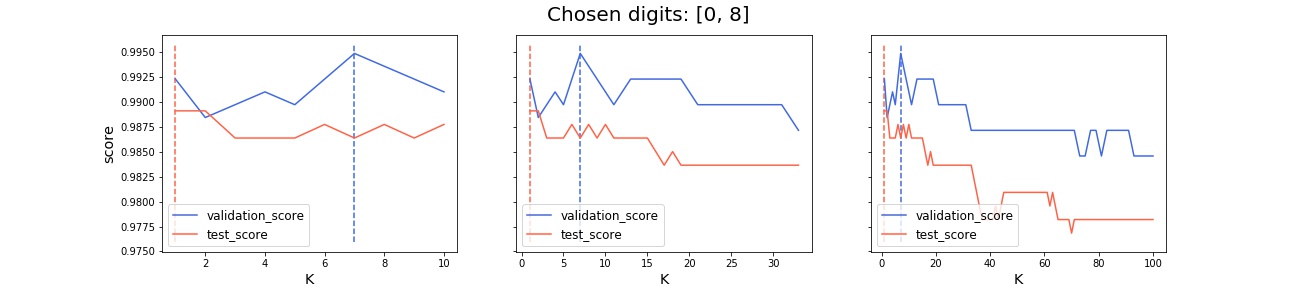 Chosen digits: [0, 8]
score
0.9950
0.9925
0.9900
0.9875
0.9850
0.9825
0.9800
0.9775
0.9750
validation_score
test_score
2 4 6 8 10
K
validation_score
test_score
0 5 10 15 20 25 30
K
validation_score
test_score
0 20 40 60 80 100
K